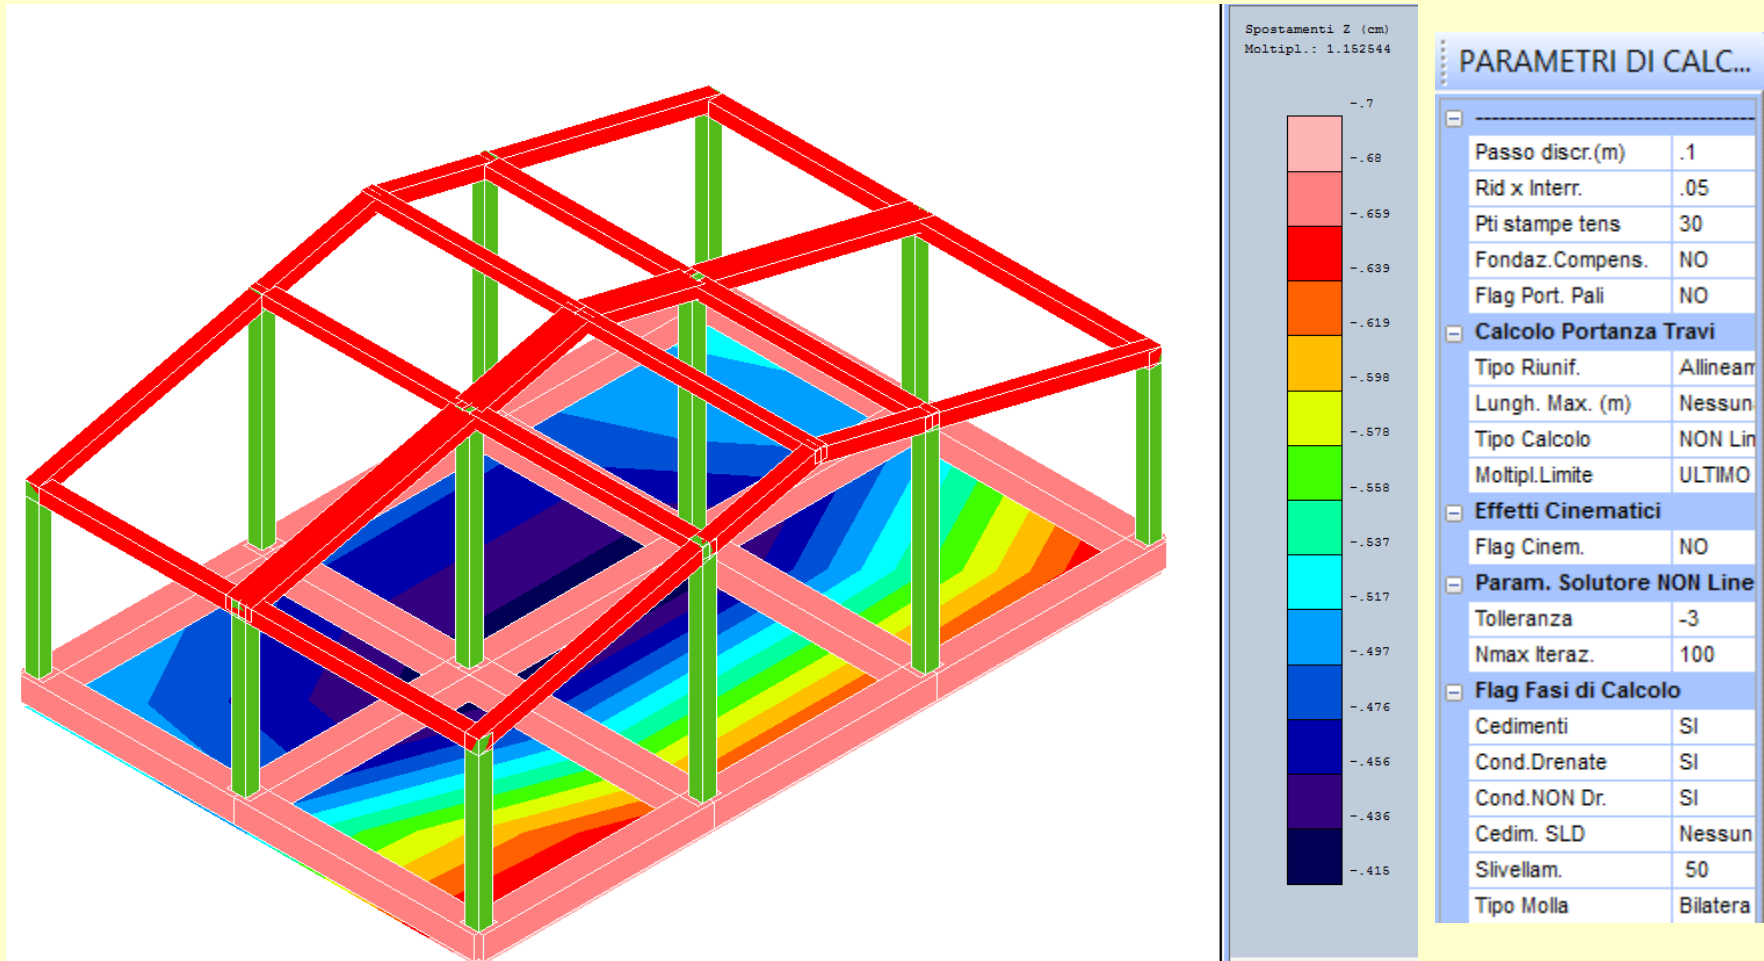 Spostamenti Z (cm)
Moltipl.: 1.152544
-.7
-.68
-.659
-.639
-.619
-.598
-.578
-.558
-.537
-.517
-.497
-.476
-.456
-.436
-.415
PARAMETRI DI CALC...
Passo discr.(m) .1
Rid x Interr. .05
Pti stampe tens 30
Fondaz.Compens. NO
Flag Port. Pali NO
Calcolo Portanza Travi
Tipo Riunif. Allineam
Lungh. Max. (m) Nessun
Tipo Calcolo NON Lin
Moltipl.Limite ULTIMO
Effetti Cinematici
Flag Cinem. NO
Param. Solutore NON Line
Tolleranza -3
Nmax Iteraz. 100
Flag Fasi di Calcolo
Cedimenti SI
Cond.Drenate SI
Cond.NON Dr. SI
Cedim. SLD Nessun
Slivellam. 50
Tipo Molla Bilatera